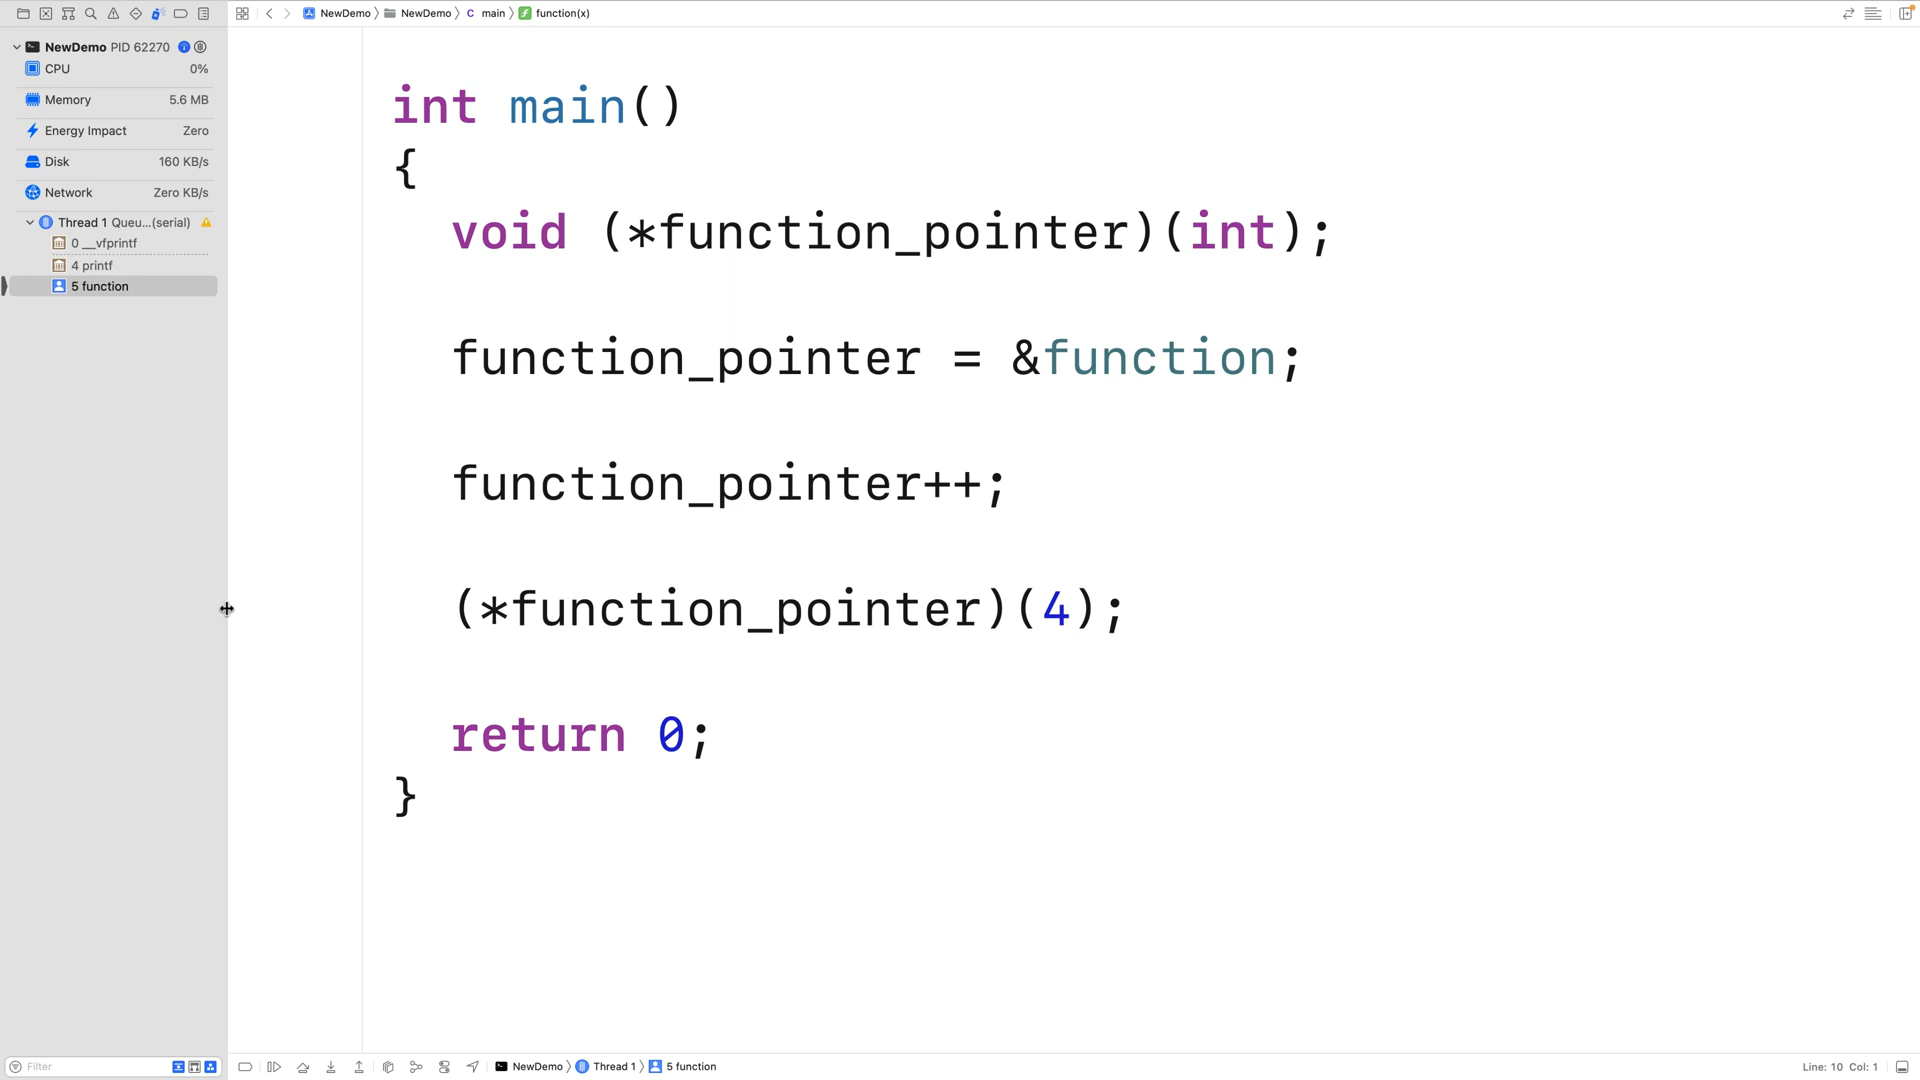 NewDemo NewDemo main function(x)
NewDemo PID 62270
CPU 0%
Memory 5.6 MB
Energy Impact Zero
Disk 160 KB/s
Network Zero KB/s
Thread 1 Queu...(serial)
0 __vfprintf
4 printf
5 function
int main()
{
void (*function_pointer)(int);
function_pointer = &function;
function_pointer++;
(*function_pointer)(4);
return 0;
}
Filter
NewDemo Thread 1 5 function
Line: 10 Col: 1